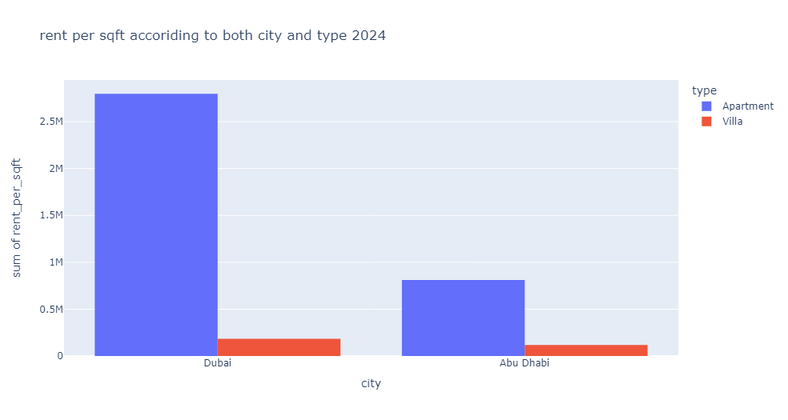 rent per sqft accoriding to both city and type 2024
type
Apartment
Villa
2.5M
2M
1.5M
1M
0.5M
0
sum of rent_per_sqft
Dubai
Abu Dhabi
city